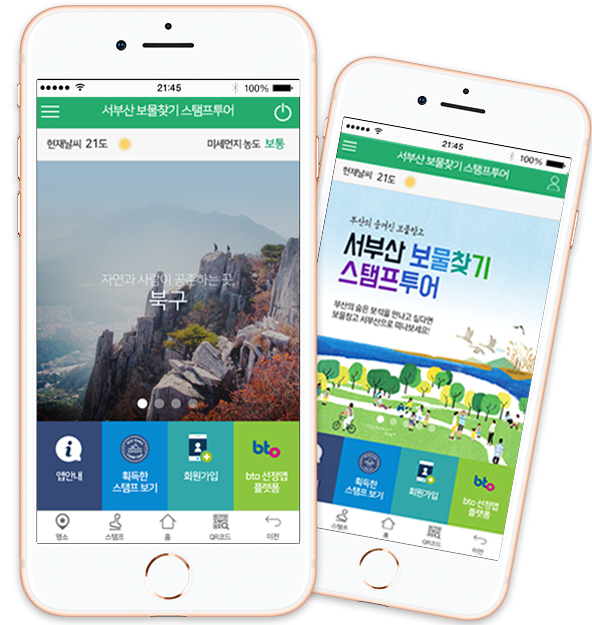 21:45
100%
서부산 보물찾기 스탬프투어
현재날씨 21도
미세먼지 농도 보통
자연과 사람이 공존하는 곳,
북구
앱안내
획득한
스탬프 보기
회원가입
bto
bto 선정앱
플랫폼
명소
스탬프
홈
QR코드
이전
21:45
100%
서부산 보물찾기 스탬프투어
현재날씨 21도
부산의 숨겨진 보물창고
서부산 보물찾기
스탬프투어
부산의 숨은 보석을 만나고 싶다면
보물창고 서부산으로 떠나보세요!
획득한
스탬프 보기
회원가입
bto
bto 선정앱
플랫폼
스탬프
홈
QR코드
이전